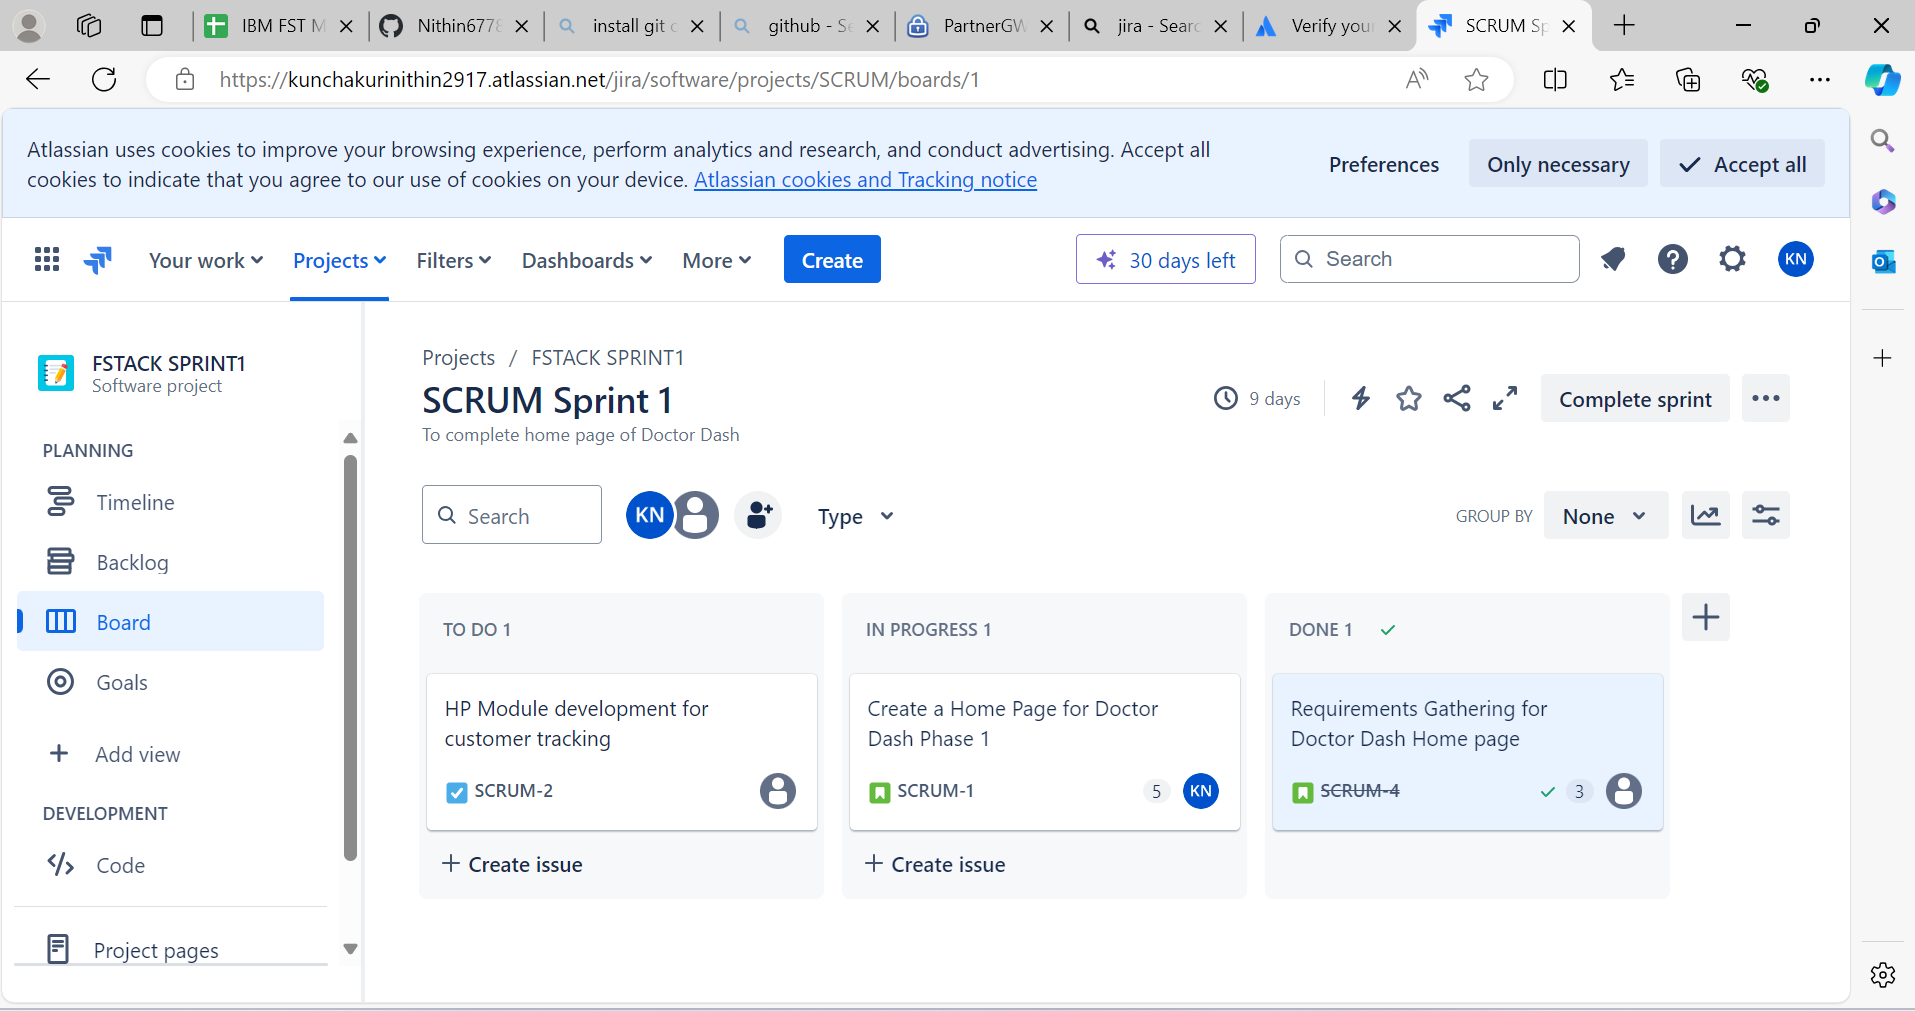 IBM FST M
Nithin6778
install git c
github - Se
PartnerGW
jira - Searc
Verify your
SCRUM Sp
https://kunchakurinithin2917.atlassian.net/jira/software/projects/SCRUM/boards/1
Atlassian uses cookies to improve your browsing experience, perform analytics and research, and conduct advertising. Accept all
cookies to indicate that you agree to our use of cookies on your device. Atlassian cookies and Tracking notice
Preferences
Only necessary
Accept all
Your work
Projects
Filters
Dashboards
More
Create
30 days left
Search
KN
FSTACK SPRINT1
Software project
PLANNING
Timeline
Backlog
Board
Goals
Add view
DEVELOPMENT
Code
Project pages
Projects / FSTACK SPRINT1
SCRUM Sprint 1
To complete home page of Doctor Dash
9 days
Complete sprint
Search
KN
Type
GROUP BY
None
TO DO 1
HP Module development for
customer tracking
SCRUM-2
Create issue
IN PROGRESS 1
Create a Home Page for Doctor
Dash Phase 1
SCRUM-1
5
KN
Create issue
DONE 1
Requirements Gathering for
Doctor Dash Home page
SCRUM-4
3